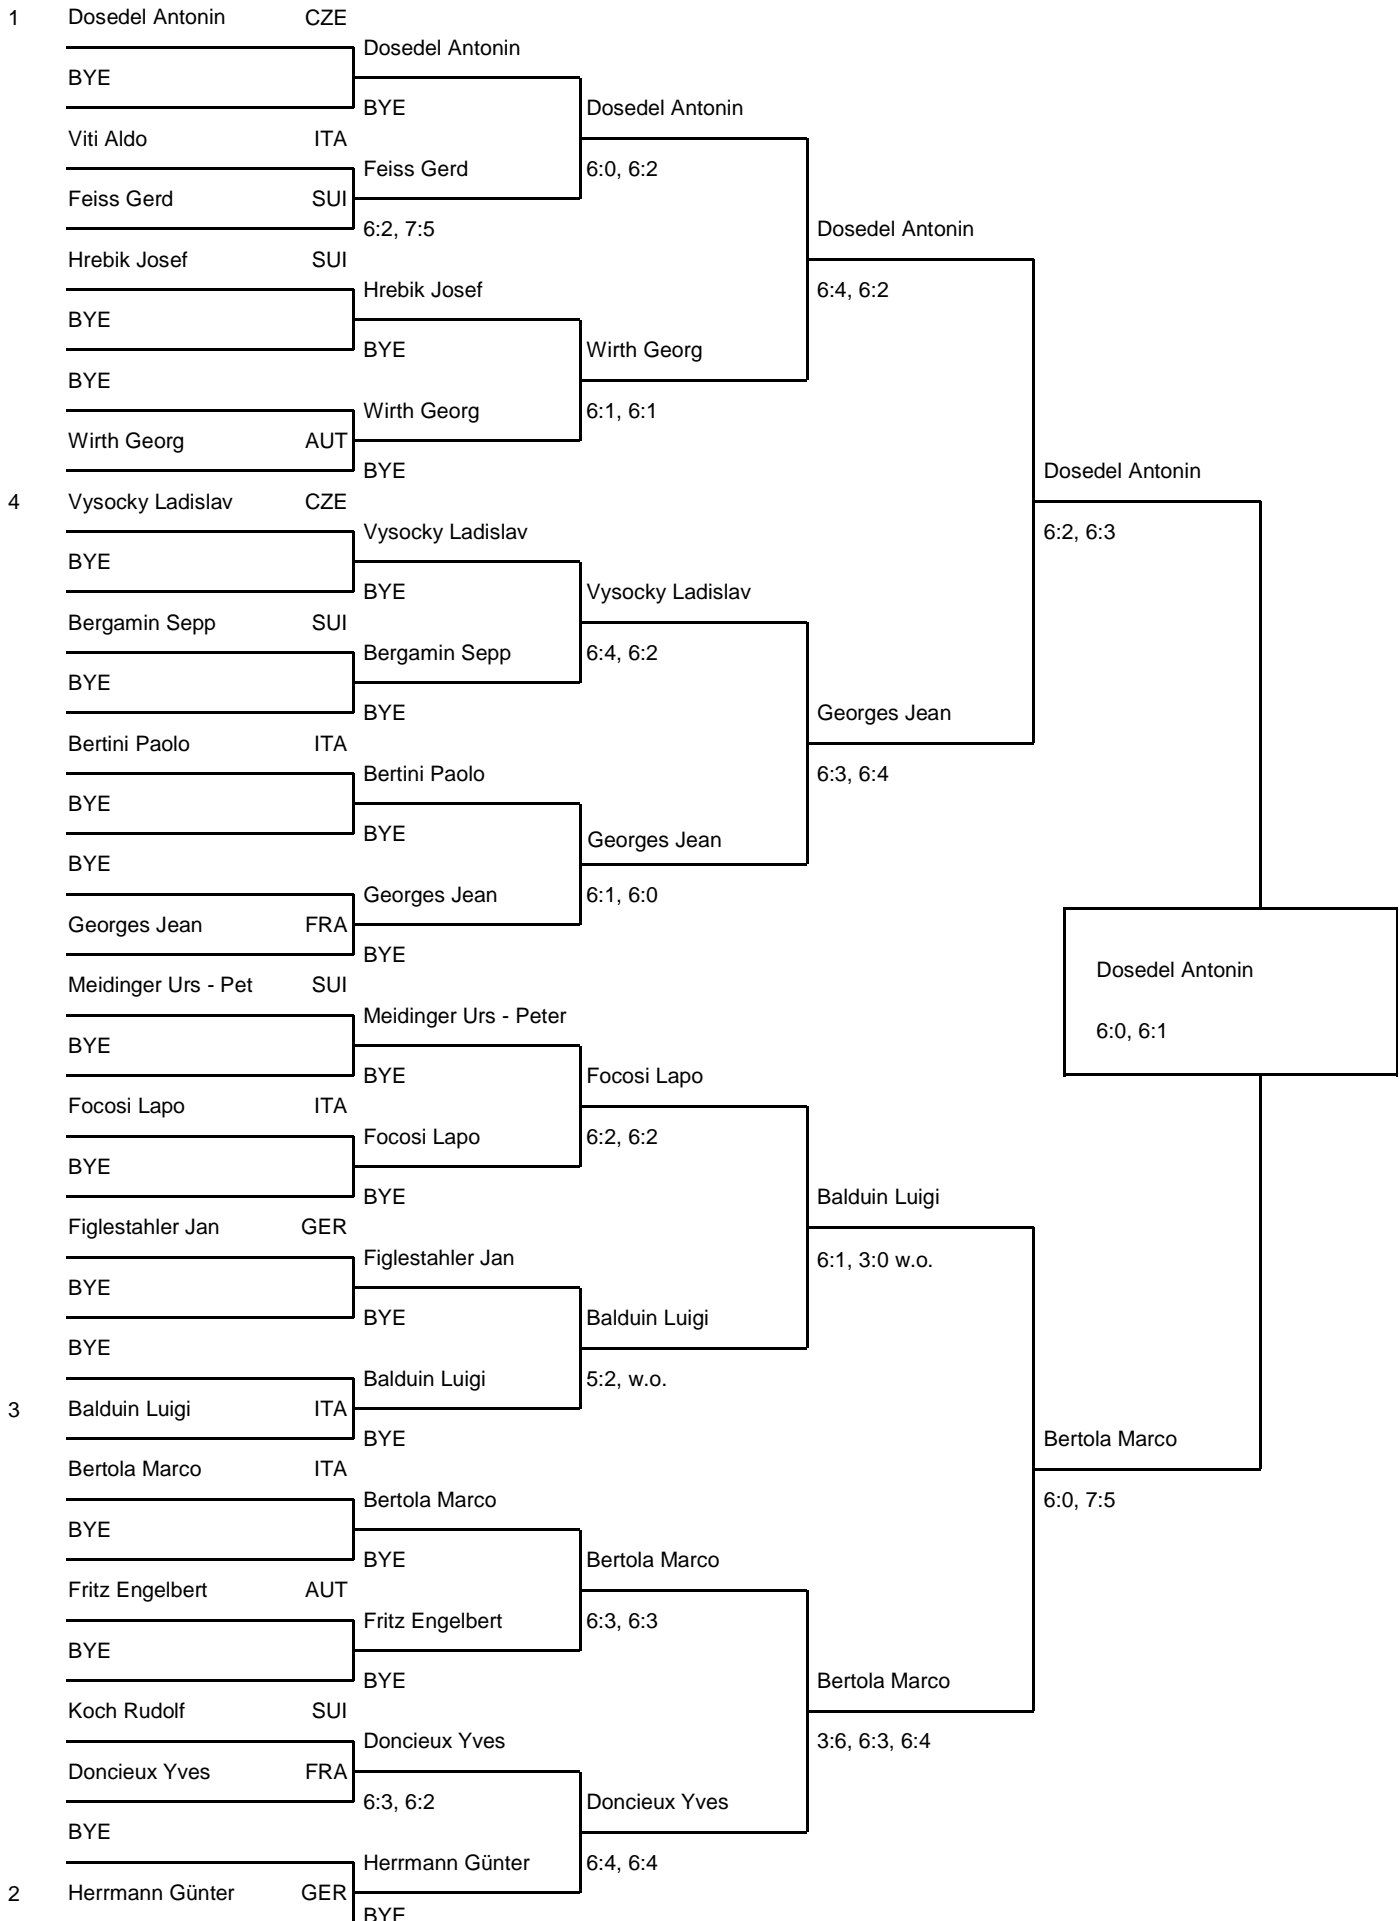 1 Dosedel Antonin CZE
Dosedel Antonin
BYE
BYE Dosedel Antonin
Viti Aldo ITA
Feiss Gerd 6:0, 6:2
Feiss Gerd SUI
6:2, 7:5 Dosedel Antonin
Hrebik Josef SUI
Hrebik Josef 6:4, 6:2
BYE
BYE Wirth Georg
BYE
Wirth Georg 6:1, 6:1
Wirth Georg AUT
BYE Dosedel Antonin
4 Vysocky Ladislav CZE
Vysocky Ladislav 6:2, 6:3
BYE
BYE Vysocky Ladislav
Bergamin Sepp SUI
Bergamin Sepp 6:4, 6:2
BYE
BYE Georges Jean
Bertini Paolo ITA
Bertini Paolo 6:3, 6:4
BYE
BYE Georges Jean
BYE
Georges Jean 6:1, 6:0
Georges Jean FRA
BYE
Dosedel Antonin
Meidinger Urs - Pet SUI
Meidinger Urs - Peter
6:0, 6:1
BYE
BYE Focosi Lapo
Focosi Lapo ITA
Focosi Lapo 6:2, 6:2
BYE
BYE Balduin Luigi
Figlestahler Jan GER
Figlestahler Jan 6:1, 3:0 w.o.
BYE
BYE Balduin Luigi
BYE
Balduin Luigi 5:2, w.o.
3 Balduin Luigi ITA
BYE Bertola Marco
Bertola Marco ITA
Bertola Marco 6:0, 7:5
BYE
BYE Bertola Marco
Fritz Engelbert AUT
Fritz Engelbert 6:3, 6:3
BYE
BYE Bertola Marco
Koch Rudolf SUI
Doncieux Yves 3:6, 6:3, 6:4
Doncieux Yves FRA
6:3, 6:2 Doncieux Yves
BYE
Herrmann Günter 6:4, 6:4
2 Herrmann Günter GER
BYE